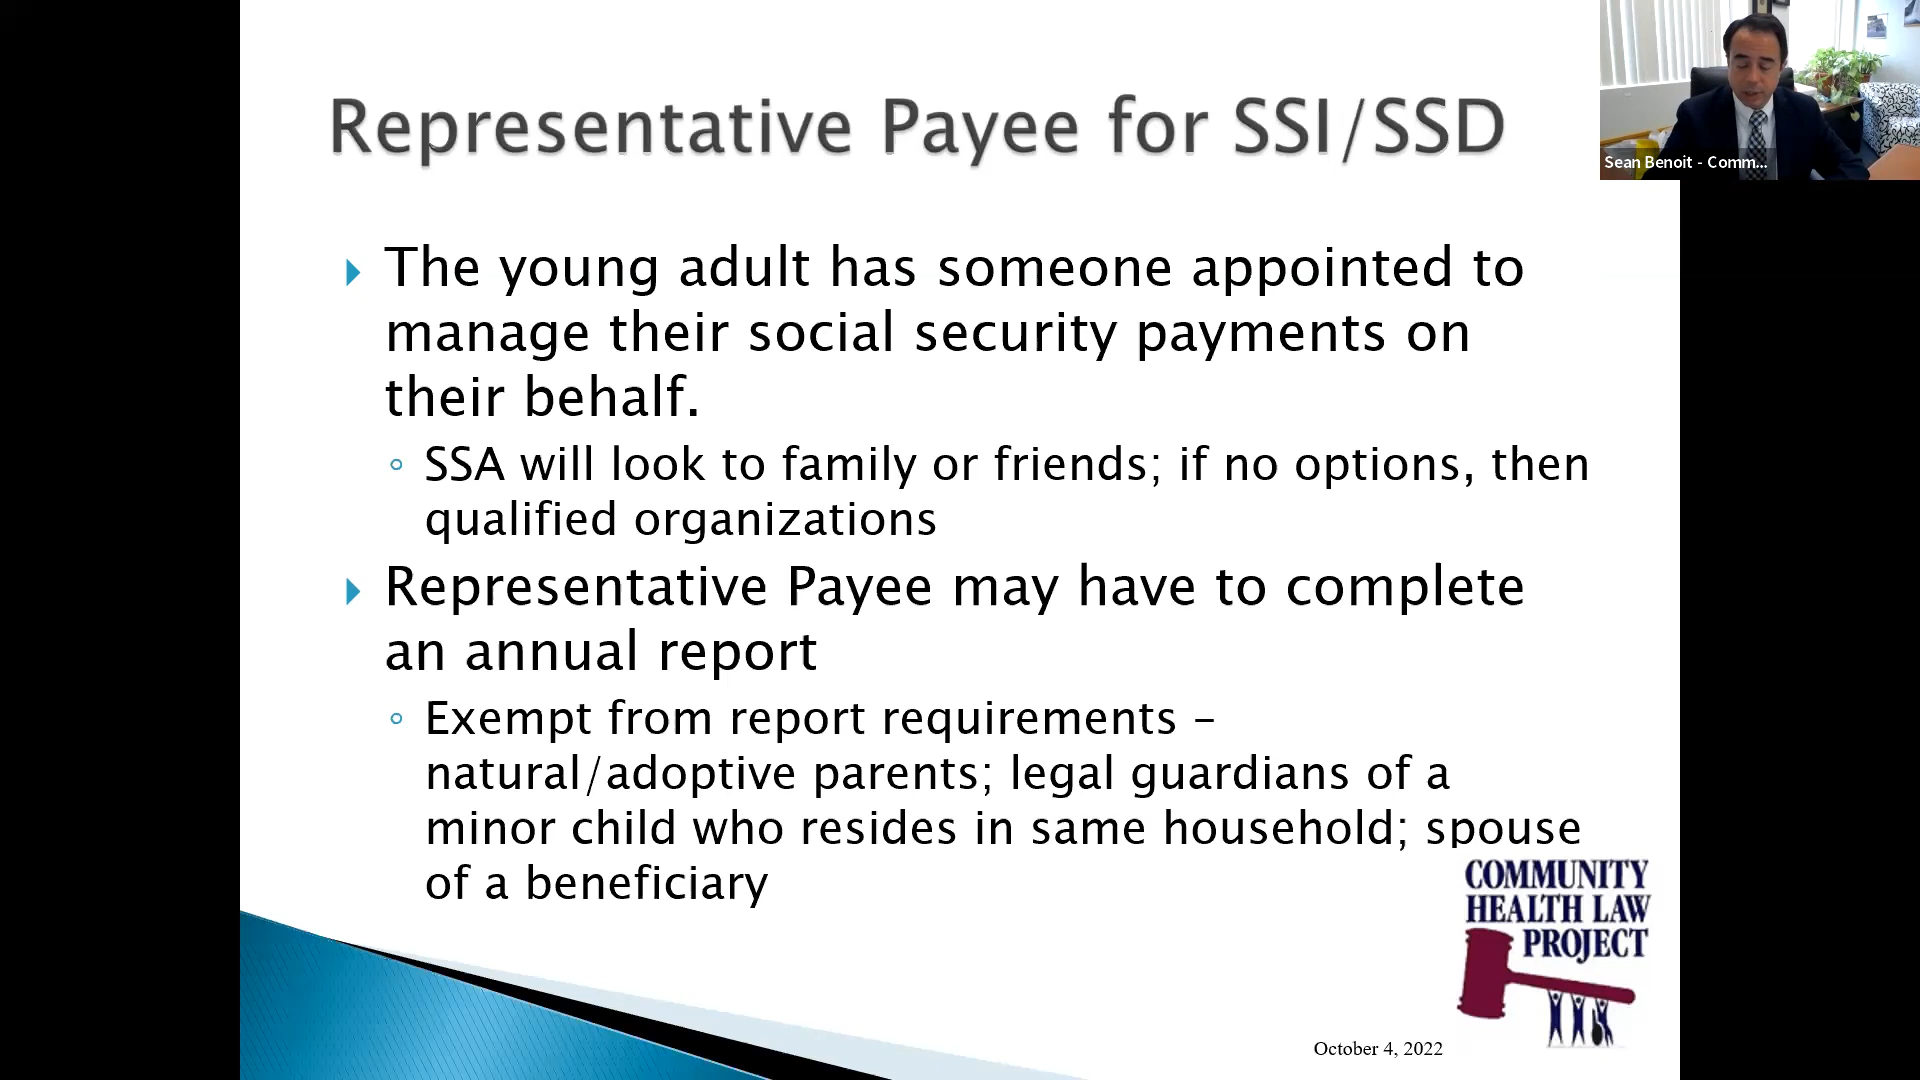 Representative Payee for SSI/SSD
Sean Benoit - Comm...
The young adult has someone appointed to
manage their social security payments on
their behalf.
SSA will look to family or friends; if no options, then
qualified organizations
Representative Payee may have to complete
an annual report
Exempt from report requirements –
natural/adoptive parents; legal guardians of a
minor child who resides in same household; spouse
of a beneficiary
COMMUNITY
HEALTH LAW
PROJECT
October 4, 2022